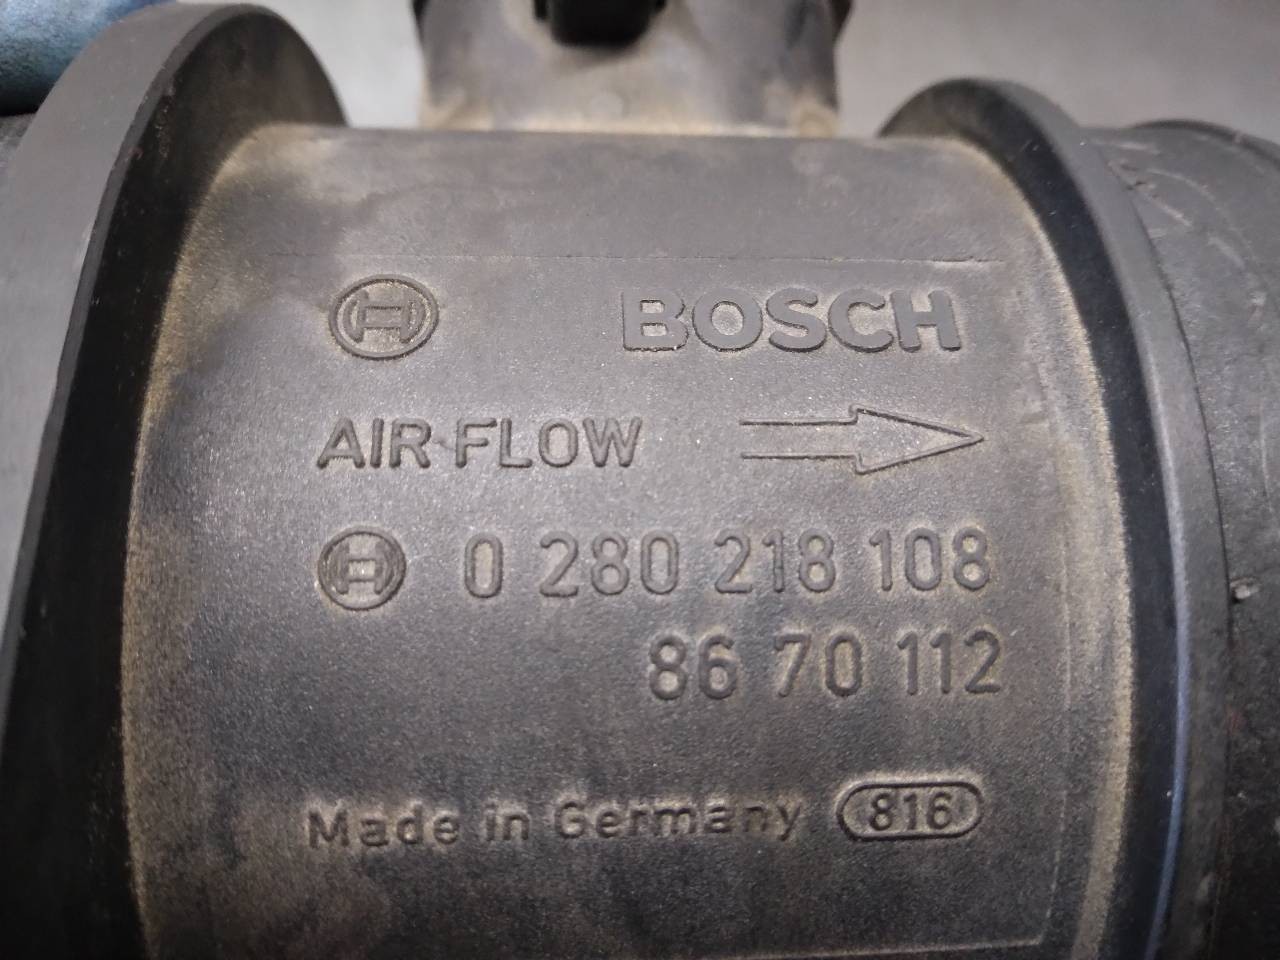 BOSCH
AIR FLOW
0 280 218 108
86 70 112
Made in Germany 816